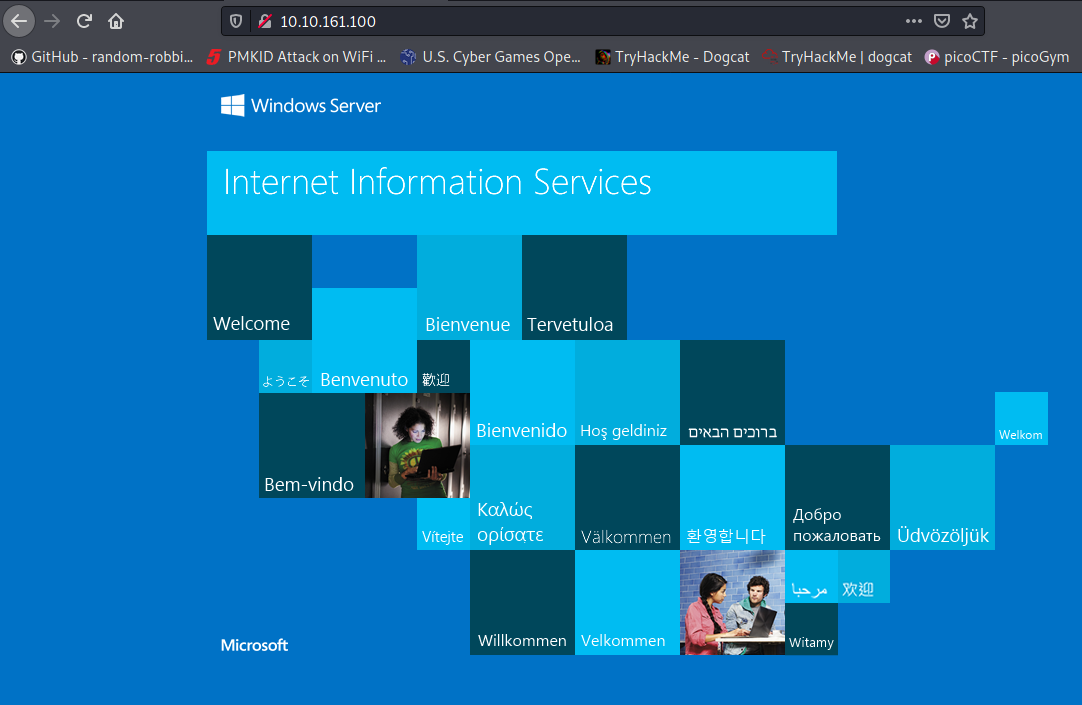 10.10.161.100
GitHub - random-robbi...
PMKID Attack on WiFi ...
U.S. Cyber Games Ope...
TryHackMe - Dogcat
TryHackMe | dogcat
picoCTF - picoGym
Windows Server
Internet Information Services
Welcome
Bienvenue
Tervetuloa
ようこそ
Benvenuto
歡迎
Bienvenido
Hoş geldiniz
ברוכים הבאים
Welkom
Bem-vindo
Vítejte
Καλώς
ορίσατε
Välkommen
환영합니다
Добро
пожаловать
Üdvözöljük
Willkommen
Velkommen
مرحبا
欢迎
Witamy
Microsoft